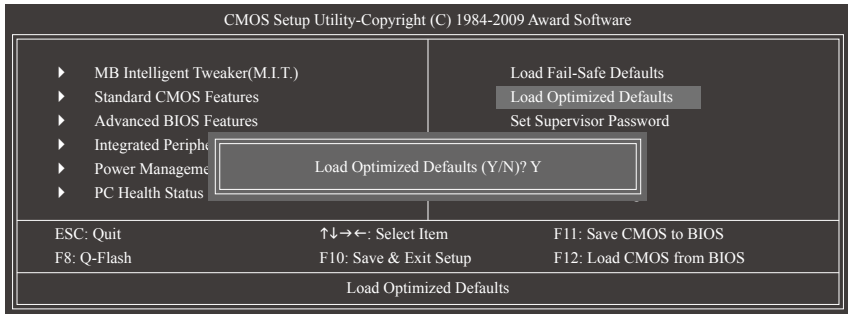 CMOS Setup Utility-Copyright (C) 1984-2009 Award Software
MB Intelligent Tweaker(M.I.T.)
Standard CMOS Features
Advanced BIOS Features
Integrated
Power
PC Health Status
Load Fail-Safe Defaults
Load Optimized Defaults
Set Supervisor Password
Load Optimized Defaults (Y/N)? Y
ESC: Quit ↑↓→←: Select Item F11: Save CMOS to BIOS
F8: Q-Flash F10: Save & Exit Setup F12: Load CMOS from BIOS
Load Optimized Defaults